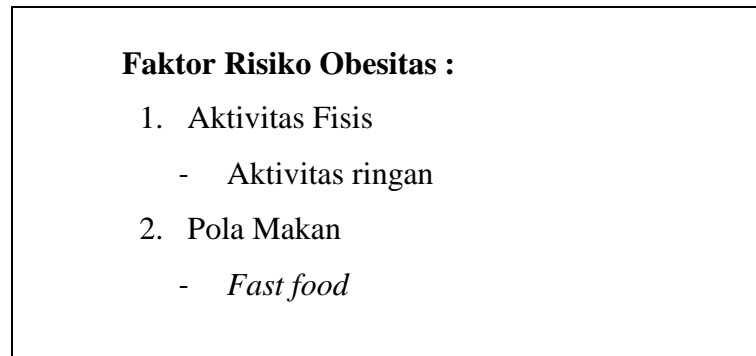 Faktor Risiko Obesitas :
1. Aktivitas Fisis
- Aktivitas ringan
2. Pola Makan
- Fast food